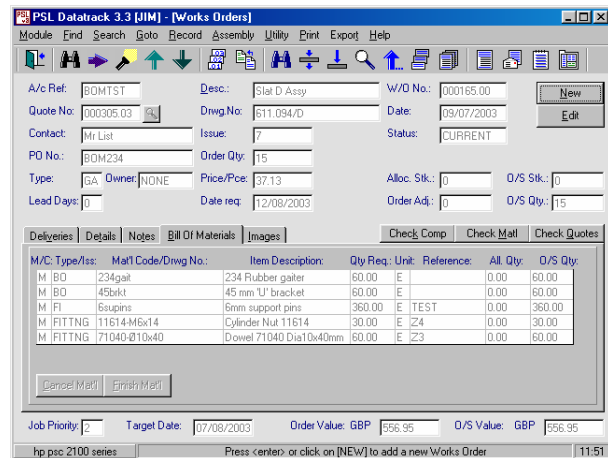 PSL Datatrack 3.3 [JIM] - [Works Orders]
Module Find Search Goto Record Assembly Utility Print Export Help
A/c Ref: BOMTST Desc.: Slat D Assy W/O No.: 000165.00 New
Quote No: 000305.03 Drwg.No: 611.094/D Date: 09/07/2003 Edit
Contact: Mr List Issue: 7 Status: CURRENT
PO No.: BOM234 Order Qty: 15
Type: GA Owner: NONE Price/Pce: 37.13 Alloc. Stk.: 0 O/S Stk.: 0
Lead Days: 0 Date req: 12/08/2003 Order Adj.: 0 O/S Qty.: 15
Deliveries Details Notes Bill Of Materials Images Check Comp Check Matl Check Quotes
M/C: Type/Iss: Mat'l Code/Drwg No.: Item Description: Qty Req.: Unit: Reference: All. Qty: O/S Qty:
M BO 234gait 234 Rubber gaiter 60.00 E 0.00 60.00
M BO 45brkt 45 mm 'U' bracket 60.00 E 0.00 60.00
M FI 6supins 6mm support pins 360.00 E TEST 0.00 360.00
M FITTNG 11614-M6x14 Cylinder Nut 11614 30.00 E Z4 0.00 30.00
M FITTNG 71040-Ø10x40 Dowel 71040 Dia10x40mm 60.00 E Z3 0.00 60.00
Cancel Mat'l Finish Mat'l
Job Priority: 2 Target Date: 07/08/2003 Order Value: GBP 556.95 O/S Value: GBP 556.95
hp psc 2100 series Press <enter> or click on [NEW] to add a new Works Order 11:51